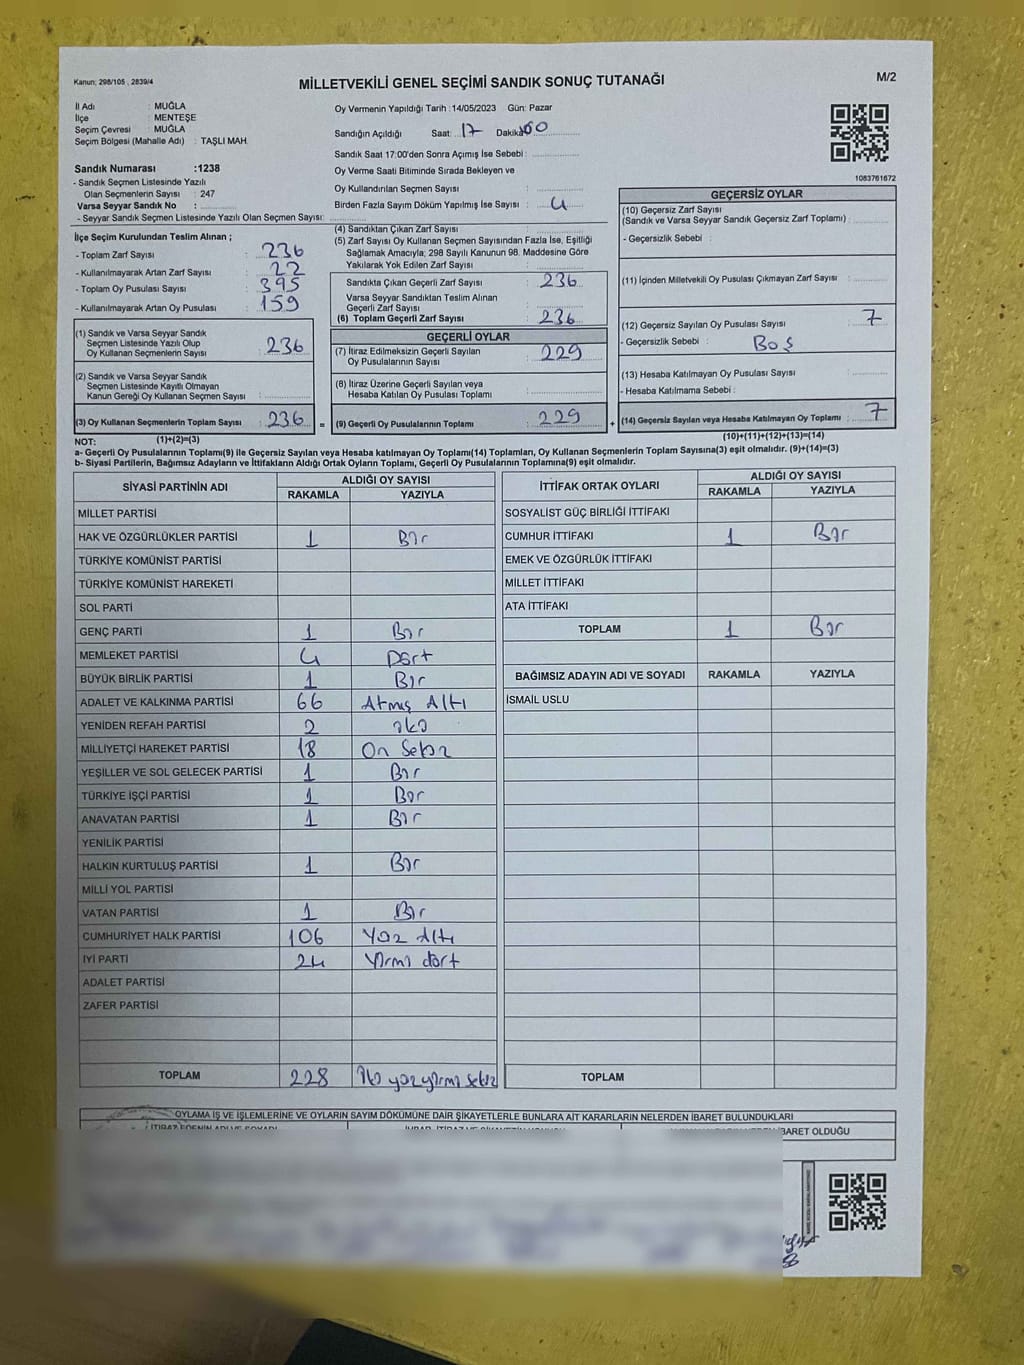 Kanun: 298/105 , 2839/4
MİLLETVEKİLİ GENEL SEÇİMİ SANDIK SONUÇ TUTANAĞI
M/2
İl Adı : MUĞLA
İlçe : MENTEŞE
Seçim Çevresi : MUĞLA
Seçim Bölgesi (Mahalle Adı) : TAŞLI MAH.
Sandık Numarası :1238
- Sandık Seçmen Listesinde Yazılı
Olan Seçmenlerin Sayısı : 247
Varsa Seyyar Sandık No :
- Seyyar Sandık Seçmen Listesinde Yazılı Olan Seçmen Sayısı:
Oy Vermenin Yapıldığı Tarih :14/05/2023 Gün: Pazar
Sandığın Açıldığı Saat: 17 Dakika:
Sandık Saat 17:00'den Sonra Açımış İse Sebebi :
Oy Verme Saati Bitiminde Sırada Bekleyen ve
Oy Kullandırılan Seçmen Sayısı :
Birden Fazla Sayım Döküm Yapılmış İse Sayısı : 4
1083761672
İlçe Seçim Kurulundan Teslim Alınan ;
- Toplam Zarf Sayısı : 236
- Kullanılmayarak Artan Zarf Sayısı : 22
- Toplam Oy Pusulası Sayısı : 395
- Kullanılmayarak Artan Oy Pusulası : 159
(1) Sandık ve Varsa Seyyar Sandık
Seçmen Listesinde Yazılı Olup
Oy Kullanan Seçmenlerin Sayısı : 236
(2) Sandık ve Varsa Seyyar Sandık
Seçmen Listesinde Kayıtlı Olmayan
Kanun Gereği Oy Kullanan Seçmen Sayısı :
(3) Oy Kullanan Seçmenlerin Toplam Sayısı : 236 =
(1)+(2)=(3)
(4) Sandıktan Çıkan Zarf Sayısı :
(5) Zarf Sayısı Oy Kullanan Seçmen Sayısından Fazla İse, Eşitliği
Sağlamak Amacıyla; 298 Sayılı Kanunun 98. Maddesine Göre
Yakılarak Yok Edilen Zarf Sayısı :
Sandıkta Çıkan Geçerli Zarf Sayısı : 236
Varsa Seyyar Sandıktan Teslim Alınan
Geçerli Zarf Sayısı :
(6) Toplam Geçerli Zarf Sayısı : 236
GEÇERLİ OYLAR
(7) İtiraz Edilmeksizin Geçerli Sayılan
Oy Pusulalarının Sayısı : 229
(8) İtiraz Üzerine Geçerli Sayılan veya
Hesaba Katılan Oy Pusulası Toplamı :
(9) Geçerli Oy Pusulalarının Toplamı : 229 +
GEÇERSİZ OYLAR
(10) Geçersiz Zarf Sayısı
(Sandık ve Varsa Seyyar Sandık Geçersiz Zarf Toplamı) :
- Geçersizlik Sebebi :
(11) İçinden Milletvekili Oy Pusulası Çıkmayan Zarf Sayısı :
(12) Geçersiz Sayılan Oy Pusulası Sayısı : 7
- Geçersizlik Sebebi : Boş
(13) Hesaba Katılmayan Oy Pusulası Sayısı :
- Hesaba Katılmama Sebebi :
(14) Geçersiz Sayılan veya Hesaba Katılmayan Oy Toplamı : 7
(10)+(11)+(12)+(13)=(14)
NOT:
a- Geçerli Oy Pusulalarının Toplamı(9) ile Geçersiz Sayılan veya Hesaba katılmayan Oy Toplamı(14) Toplamları, Oy Kullanan Seçmenlerin Toplam Sayısına(3) eşit olmalıdır. (9)+(14)=(3)
b- Siyasi Partilerin, Bağımsız Adayların ve İttifakların Aldığı Ortak Oyların Toplamı, Geçerli Oy Pusulalarının Toplamına(9) eşit olmalıdır.
SİYASİ PARTİNİN ADI ALDIĞI OY SAYISI
RAKAMLA YAZIYLA
MİLLET PARTİSİ
HAK VE ÖZGÜRLÜKLER PARTİSİ 1 Bir
TÜRKİYE KOMÜNİST PARTİSİ
TÜRKİYE KOMÜNİST HAREKETİ
SOL PARTİ
GENÇ PARTİ 1 Bir
MEMLEKET PARTİSİ 4 Dört
BÜYÜK BİRLİK PARTİSİ 1 Bir
ADALET VE KALKINMA PARTİSİ 66 Atmış Altı
YENİDEN REFAH PARTİSİ 2 iki
MİLLİYETÇİ HAREKET PARTİSİ 18 On Sekiz
YEŞİLLER VE SOL GELECEK PARTİSİ 1 Bir
TÜRKİYE İŞÇİ PARTİSİ 1 Bir
ANAVATAN PARTİSİ 1 Bir
YENİLİK PARTİSİ
HALKIN KURTULUŞ PARTİSİ 1 Bir
MİLLİ YOL PARTİSİ
VATAN PARTİSİ 1 Bir
CUMHURİYET HALK PARTİSİ 106 Yüz Altı
İYİ PARTİ 24 Yirmi dört
ADALET PARTİSİ
ZAFER PARTİSİ
TOPLAM 228 İki yüz yirmi sekiz
İTTİFAK ORTAK OYLARI ALDIĞI OY SAYISI
RAKAMLA YAZIYLA
SOSYALİST GÜÇ BİRLİĞİ İTTİFAKI
CUMHUR İTTİFAKI 1 Bir
EMEK VE ÖZGÜRLÜK İTTİFAKI
MİLLET İTTİFAKI
ATA İTTİFAKI
TOPLAM 1 Bir
BAĞIMSIZ ADAYIN ADI VE SOYADI RAKAMLA YAZIYLA
İSMAİL USLU
TOPLAM
OYLAMA İŞ VE İŞLEMLERİNE VE OYLARIN SAYIM DÖKÜMÜNE DAİR ŞİKAYETLERLE BUNLARA AİT KARARLARIN NELERDEN İBARET BULUNDUKLARI
İBARET OLDUĞU